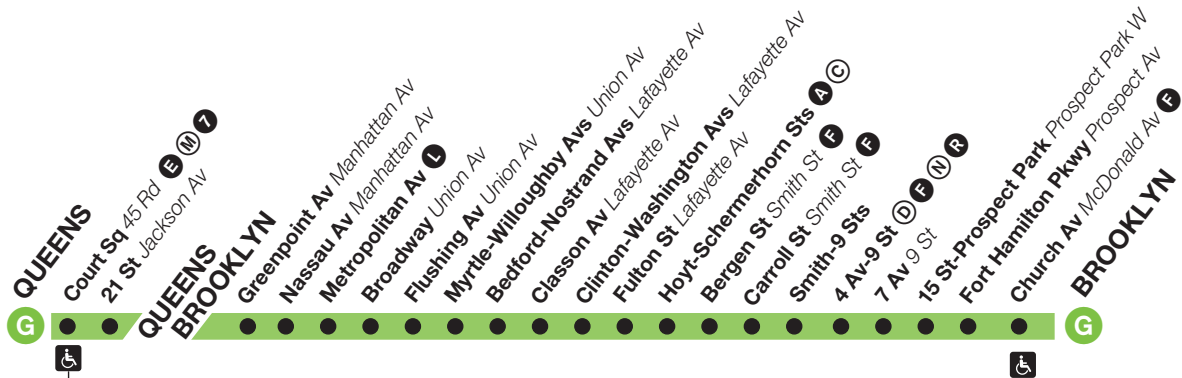 G
QUEENS
Court Sq 45 Rd E M 7
21 St Jackson Av
QUEENS
BROOKLYN
Greenpoint Av Manhattan Av
Nassau Av Manhattan Av
Metropolitan Av L
Broadway Union Av
Flushing Av Union Av
Myrtle-Willoughby Avs Union Av
Bedford-Nostrand Avs Lafayette Av
Classon Av Lafayette Av
Clinton-Washington Avs Lafayette Av
Fulton St Lafayette Av
Hoyt-Schermerhorn Sts A C
Bergen St Smith St F
Carroll St Smith St F
Smith-9 Sts
4 Av-9 St D F N R
7 Av 9 St
15 St-Prospect Park Prospect Park W
Fort Hamilton Pkwy Prospect Av
Church Av McDonald Av F
BROOKLYN
G